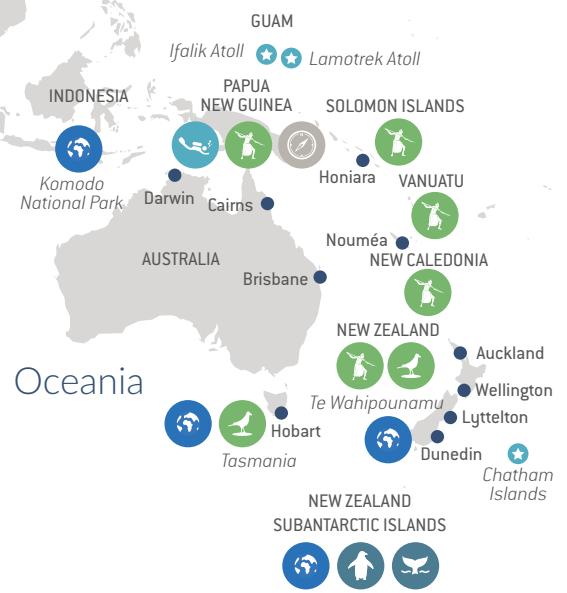 GUAM
Ifalik Atoll
Lamotrek Atoll
INDONESIA
PAPUA
NEW GUINEA
SOLOMON ISLANDS
Komodo
National Park
Darwin
Cairns
Honiara
VANUATU
Nouméa
NEW CALEDONIA
AUSTRALIA
Brisbane
NEW ZEALAND
Auckland
Oceania
Te Wahipounamu
Wellington
Lyttelton
Hobart
Dunedin
Tasmania
Chatham
Islands
NEW ZEALAND
SUBANTARCTIC ISLANDS